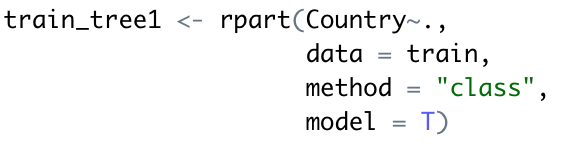 train_tree1 <- rpart(Country~.,
                     data = train,
                     method = "class",
                     model = T)